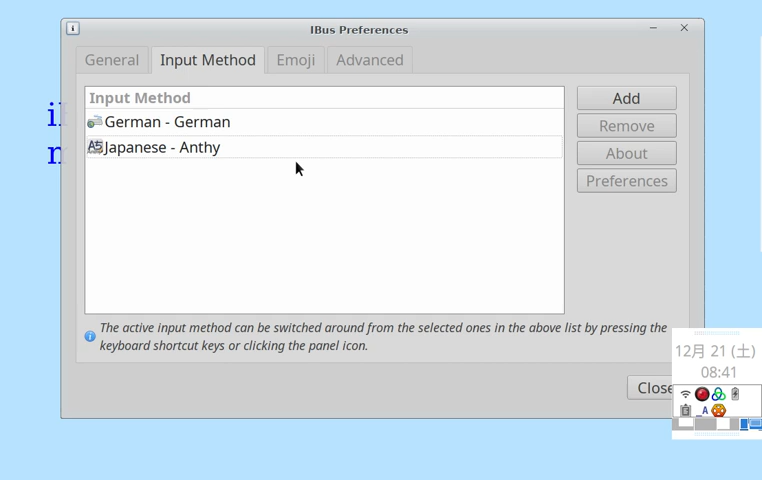 IBus Preferences
General
Input Method
Emoji
Advanced
Input Method
German - German
Japanese - Anthy
Add
Remove
About
Preferences
The active input method can be switched around from the selected ones in the above list by pressing the
keyboard shortcut keys or clicking the panel icon.
Close
12月 21 (土)
08:41
_A